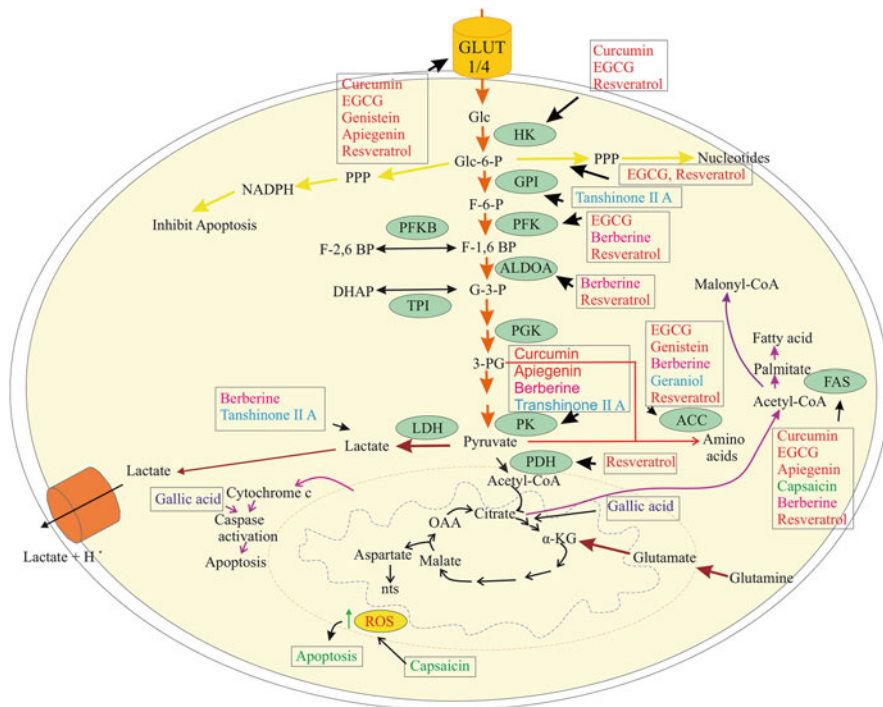 GLUT
1/4
Curcumin
EGCG
Resveratrol
Curcumin
EGCG
Genistein
Apiegenin
Resveratrol
Glc
HK
Glc-6-P
PPP
Nucleotides
EGCG, Resveratrol
PPP
NADPH
Inhibit Apoptosis
GPI
Tanshinone II A
F-6-P
PFKB
PFK
EGCG
Berberine
Resveratrol
F-2,6 BP
F-1,6 BP
ALDOA
Berberine
Resveratrol
DHAP
G-3-P
TPI
Malonyl-CoA
PGK
EGCG
Genistein
Berberine
Geraniol
Resveratrol
Fatty acid
Palmitate
FAS
Acetyl-CoA
3-PG
Curcumin
Apiegenin
Berberine
Transhinone II A
Berberine
Tanshinone II A
LDH
PK
ACC
Lactate
Pyruvate
Amino
acids
Curcumin
EGCG
Apiegenin
Capsaicin
Berberine
Resveratrol
PDH
Resveratrol
Lactate
Acetyl-CoA
Gallic acid
Cytochrome c
Caspase
activation
Apoptosis
Citrate
Gallic acid
OAA
α-KG
Lactate + H⁺
Aspartate
Malate
Glutamate
Glutamine
nts
ROS
Apoptosis
Capsaicin